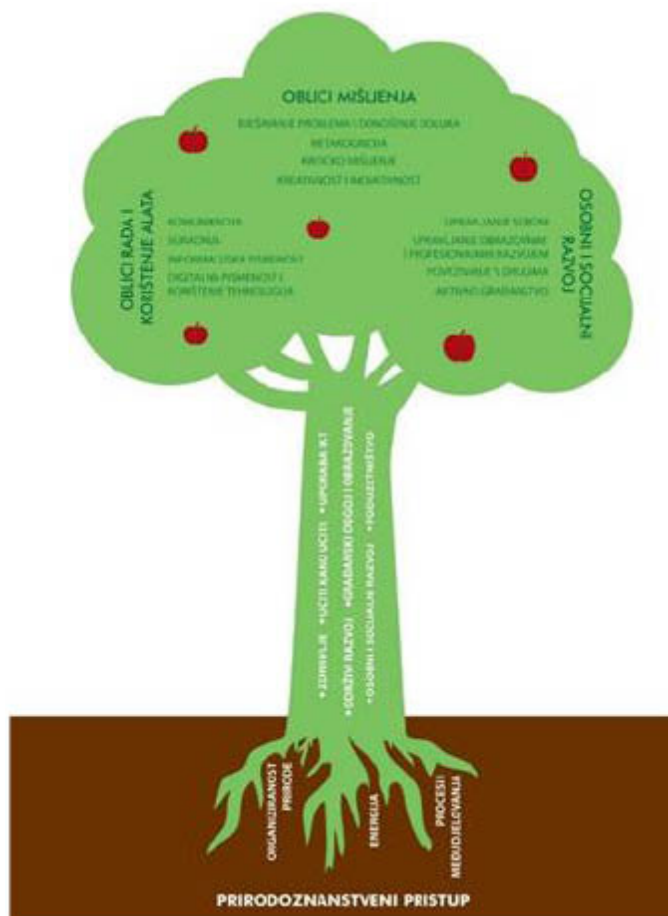 OBLICI MIŠLJENJA
RJEŠAVANJE PROBLEMA I DONOŠENJE ODLUKA
METAKOGNICIJA
KRITIČKO MIŠLJENJE
KREATIVNOST I INOVATIVNOST
OBLICI RADA I
KORIŠTENJE ALATA
KOMUNIKACIJA
SURADNJA
INFORMACIJSKA PISMENOST
DIGITALNA PISMENOST I
KORIŠTENJE TEHNOLOGIJA
UPRAVLJANJE SOBOM
UPRAVLJANJE OBRAZOVNIM
I PROFESIONALNIM RAZVOJEM
POVEZIVANJE S DRUGIMA
AKTIVNO GRAĐANSTVO
OSOBNI I SOCIJALNI
RAZVOJ
•ZDRAVLJE •UČITI KAKO UČITI •UPORABA IKT
•ODRŽIVI RAZVOJ •GRAĐANSKI ODGOJ I OBRAZOVANJE
•OSOBNI I SOCIJALNI RAZVOJ •PODUZETNIŠTVO
ORGANIZIRANOST
PRIRODE
ENERGIJA
PROCESI I
MEĐUDJELOVANJA
PRIRODOZNANSTVENI PRISTUP